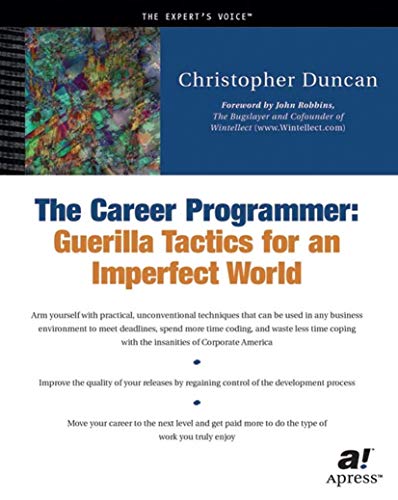 THE EXPERT'S VOICE™
Christopher Duncan
Foreword by John Robbins,
The Bugslayer and Cofounder of
Wintellect (www.Wintellect.com)
The Career Programmer:
Guerilla Tactics for an
Imperfect World
Arm yourself with practical, unconventional techniques that can be used in any business
environment to meet deadlines, spend more time coding, and waste less time coping
with the insanities of Corporate America
Improve the quality of your releases by regaining control of the development process
Move your career to the next level and get paid more to do the type of
work you truly enjoy
a!
Apress™